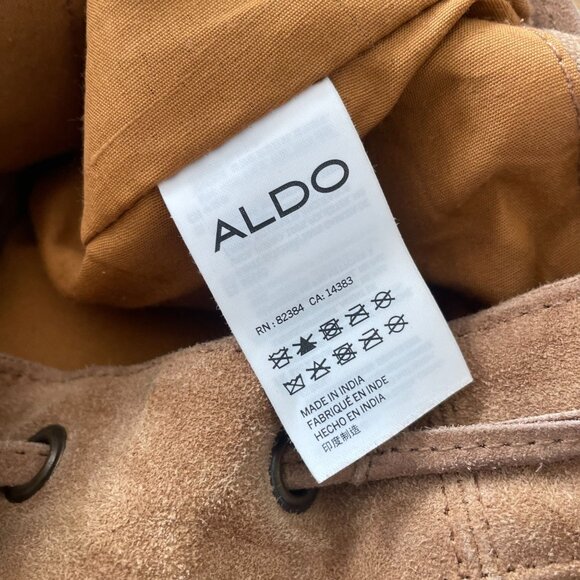 ALDO
RN : 82384 CA: 14383
MADE IN INDIA
FABRIQUÉ EN INDE
HECHO EN INDIA
印度制造